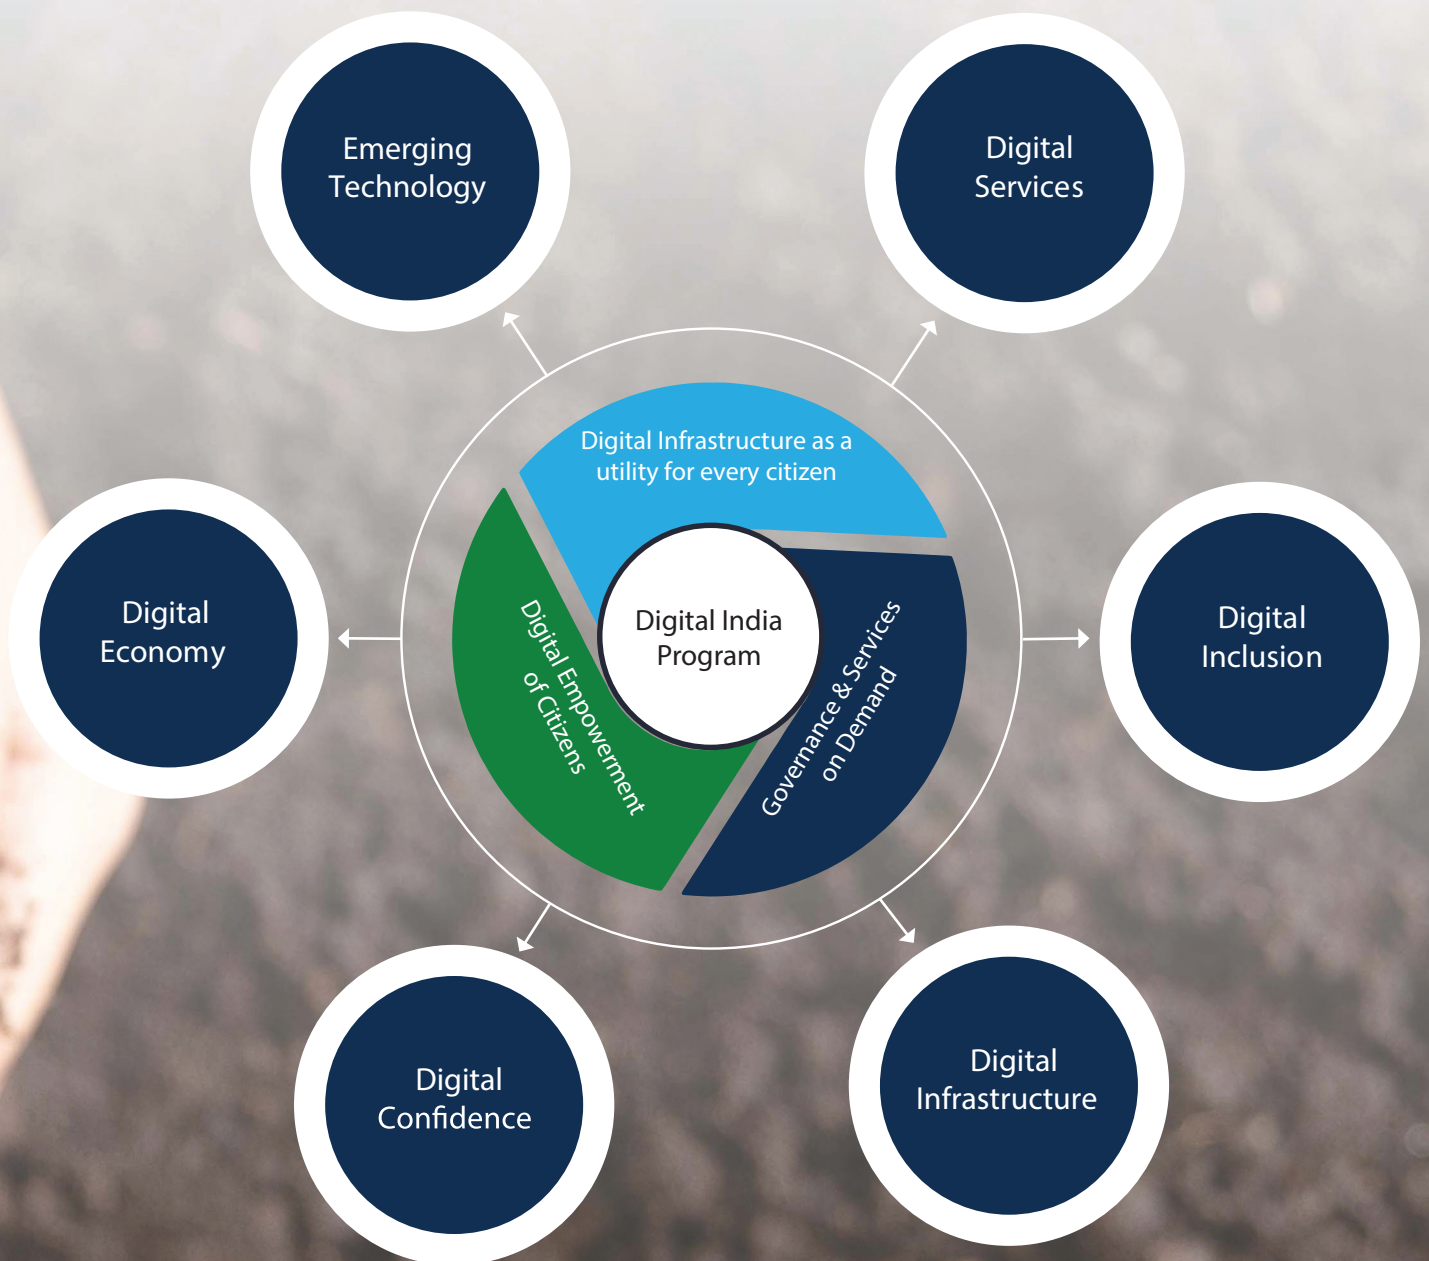 Emerging
Technology
Digital
Services
Digital Infrastructure as a
utility for every citizen
Digital India
Program
Digital Empowerment
of Citizens
Governance & Services
on Demand
Digital
Economy
Digital
Inclusion
Digital
Confidence
Digital
Infrastructure